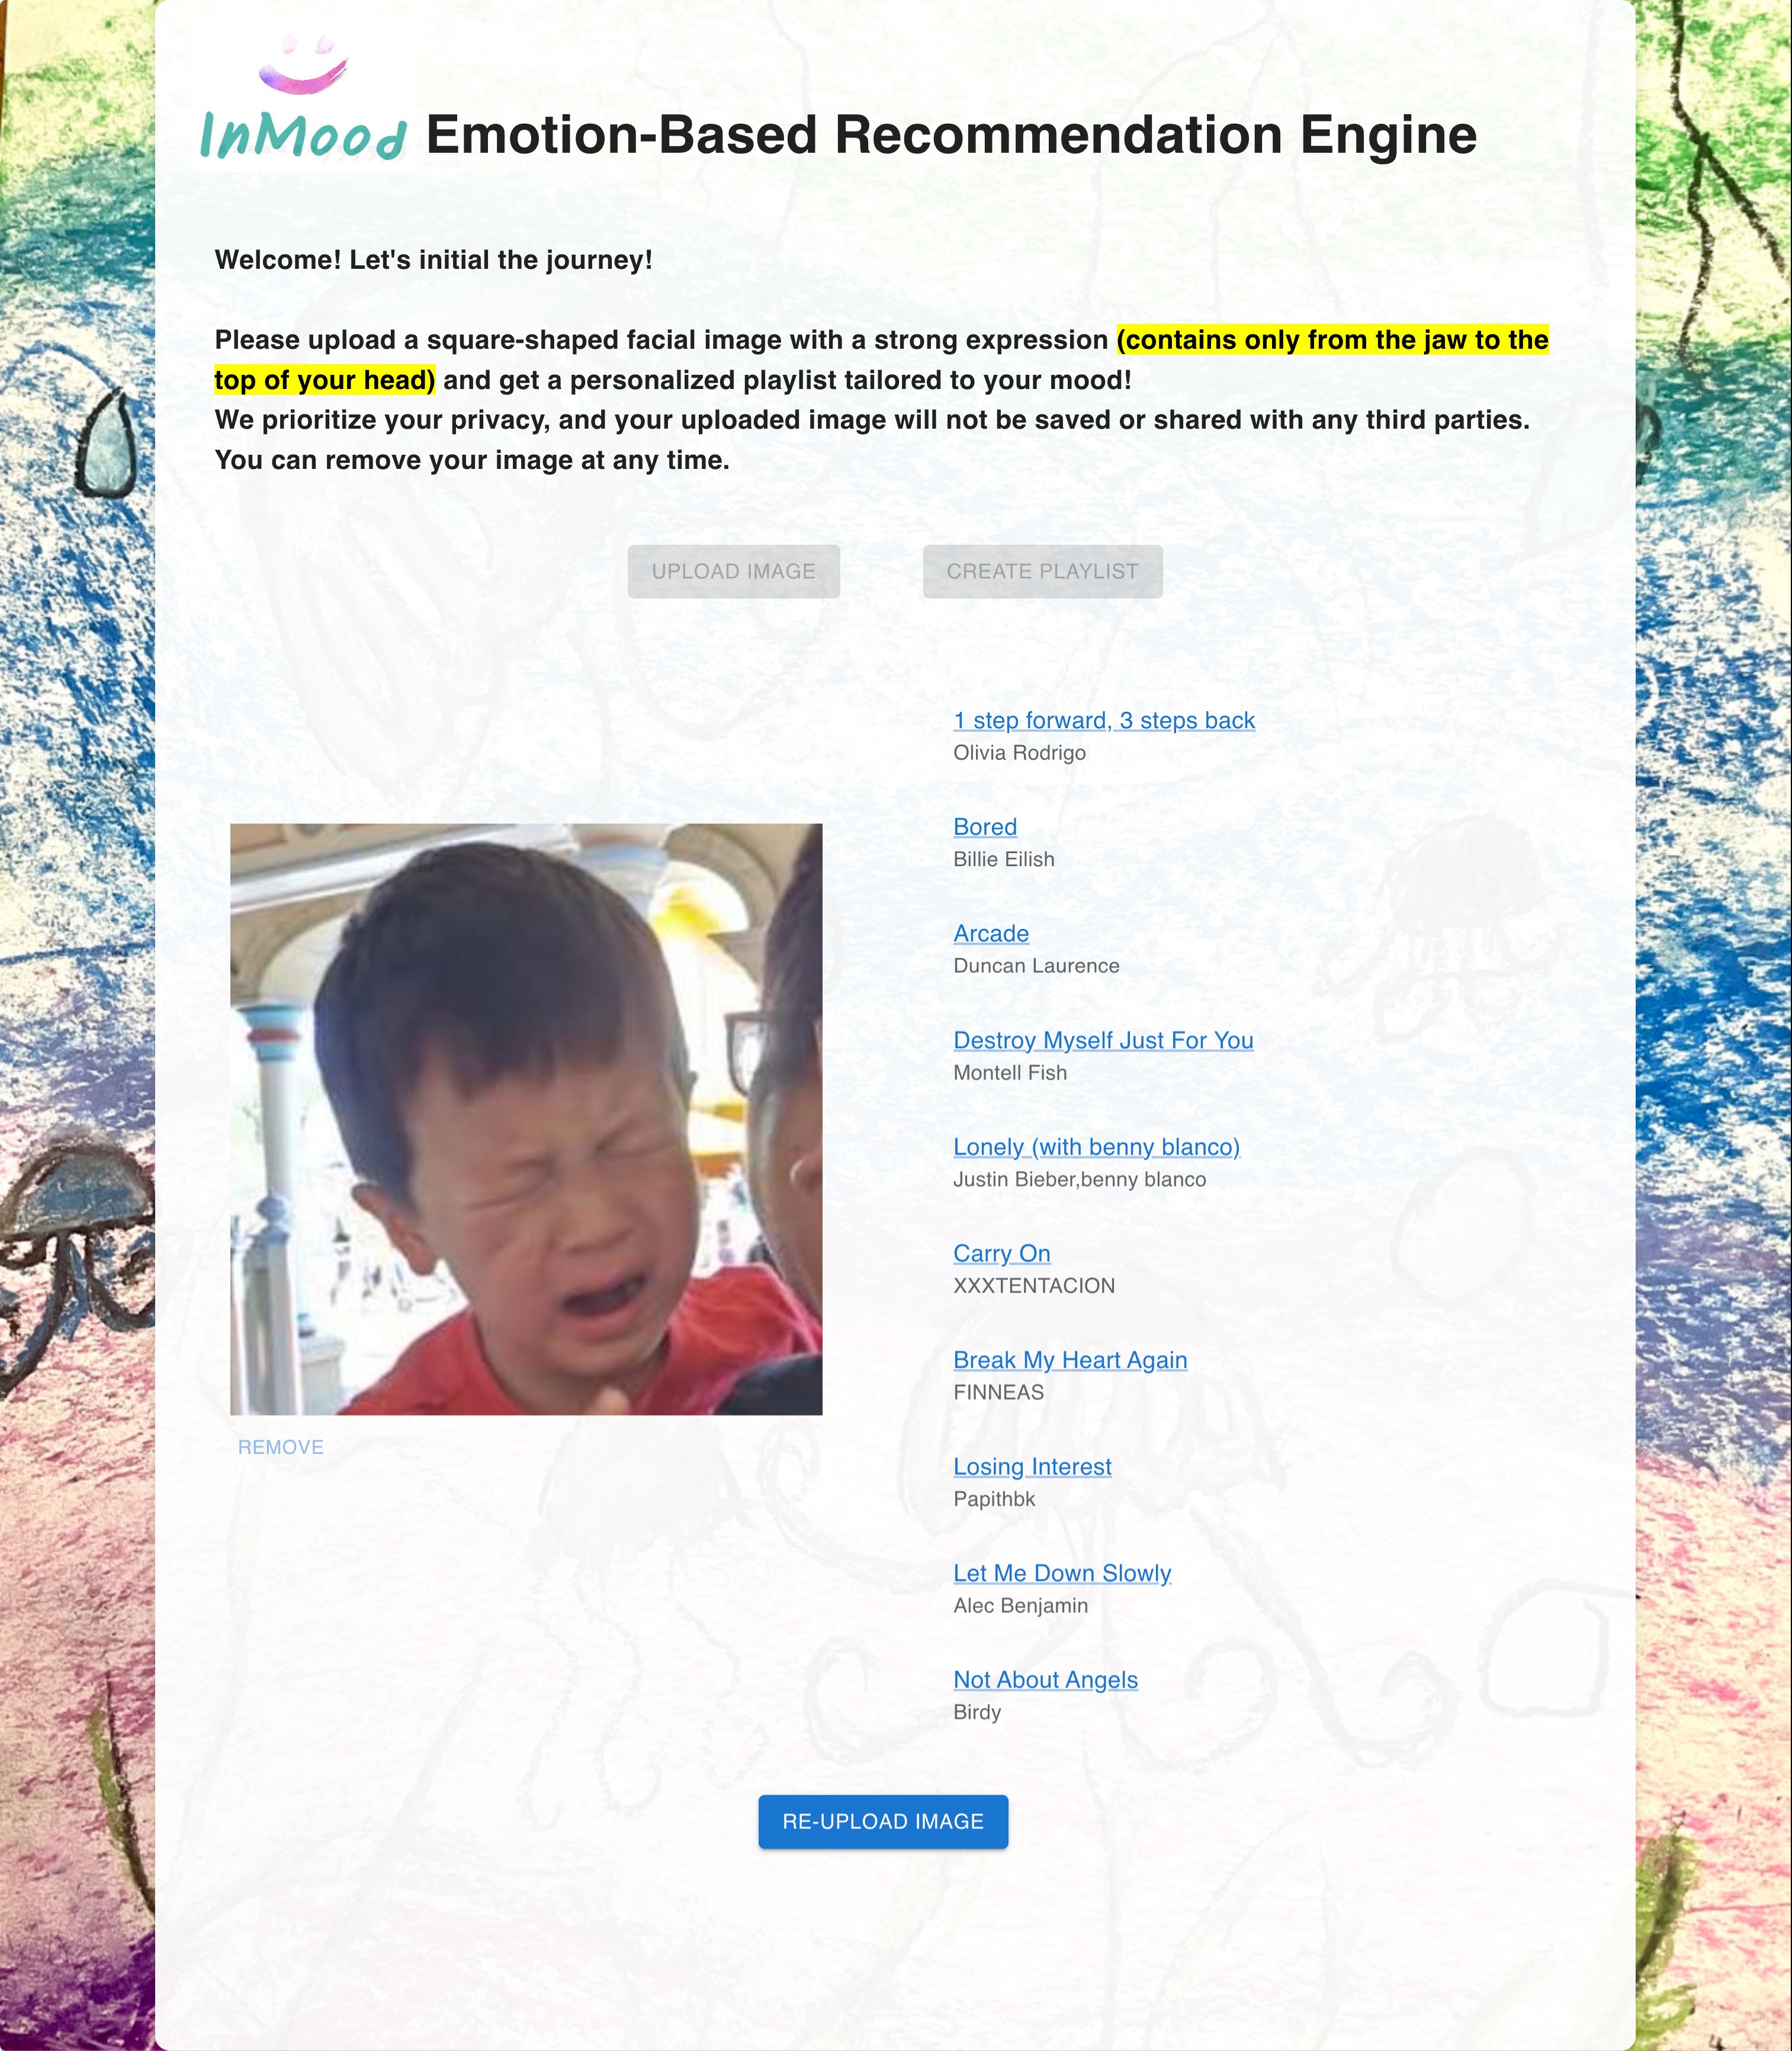 InMood Emotion-Based Recommendation Engine
Welcome! Let's initial the journey!
Please upload a square-shaped facial image with a strong expression (contains only from the jaw to the
top of your head) and get a personalized playlist tailored to your mood!
We prioritize your privacy, and your uploaded image will not be saved or shared with any third parties.
You can remove your image at any time.
UPLOAD IMAGE
CREATE PLAYLIST
1 step forward, 3 steps back
Olivia Rodrigo
Bored
Billie Eilish
Arcade
Duncan Laurence
Destroy Myself Just For You
Montell Fish
Lonely (with benny blanco)
Justin Bieber,benny blanco
Carry On
XXXTENTACION
Break My Heart Again
FINNEAS
Losing Interest
Papithbk
Let Me Down Slowly
Alec Benjamin
Not About Angels
Birdy
REMOVE
RE-UPLOAD IMAGE